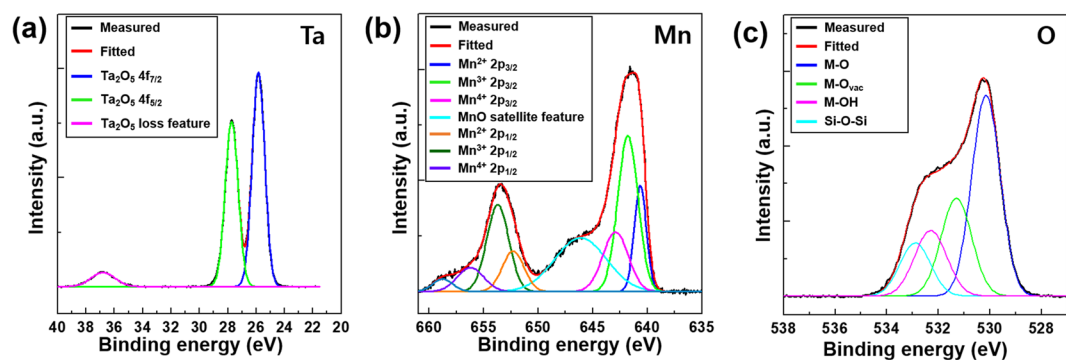 (a)
Measured
Fitted
Ta₂O₅ 4f₇/₂
Ta₂O₅ 4f₅/₂
Ta₂O₅ loss feature
Ta
Intensity (a.u.)
40 38 36 34 32 30 28 26 24 22 20
Binding energy (eV)
(b)
Measured
Fitted
Mn²⁺ 2p₃/₂
Mn³⁺ 2p₃/₂
Mn⁴⁺ 2p₃/₂
MnO satellite feature
Mn²⁺ 2p₁/₂
Mn³⁺ 2p₁/₂
Mn⁴⁺ 2p₁/₂
Mn
Intensity (a.u.)
660 655 650 645 640 635
Binding energy (eV)
(c)
Measured
Fitted
M-O
M-Ovac
M-OH
Si-O-Si
O
Intensity (a.u.)
538 536 534 532 530 528
Binding energy (eV)